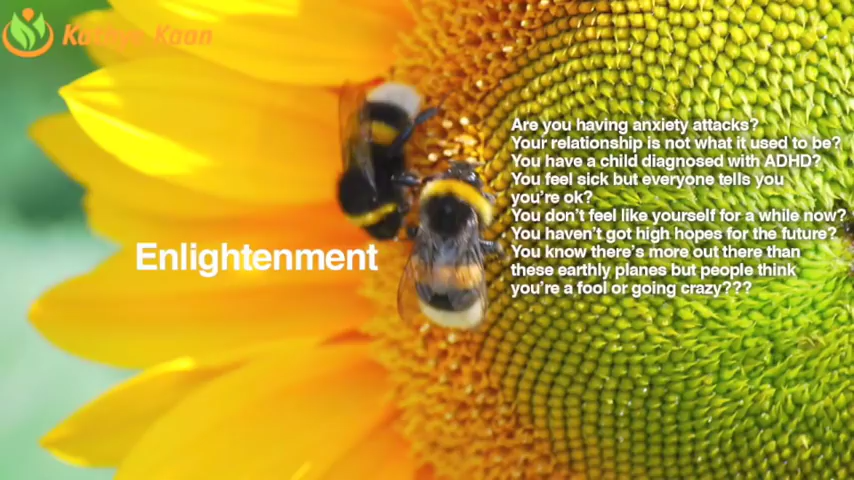 Kathye Kaan
Enlightenment
Are you having anxiety attacks?
Your relationship is not what it used to be?
You have a child diagnosed with ADHD?
You feel sick but everyone tells you
you're ok?
You don't feel like yourself for a while now?
You haven't got high hopes for the future?
You know there's more out there than
these earthly planes but people think
you're a fool or going crazy???